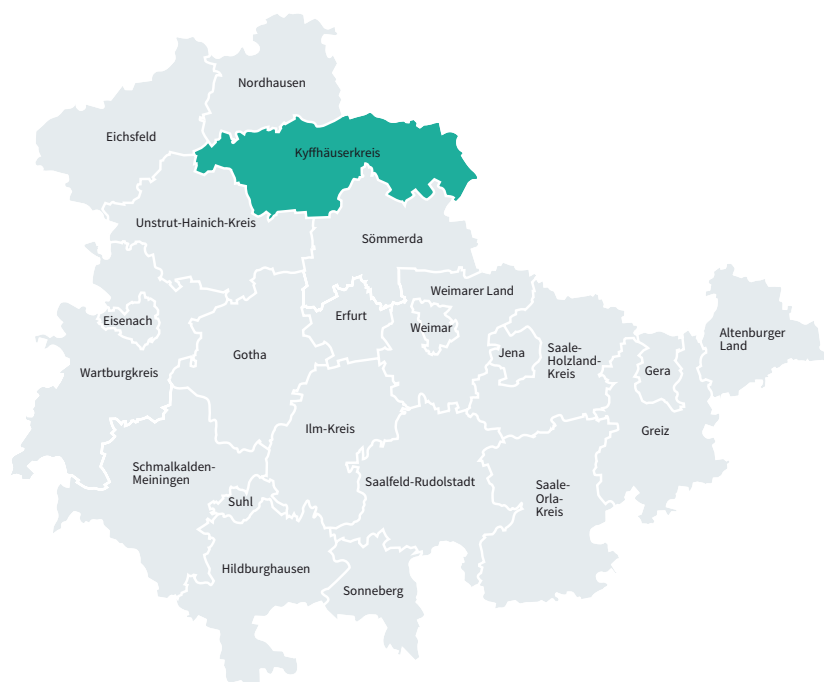 Nordhausen
Eichsfeld
Kyffhäuserkreis
Unstrut-Hainich-Kreis
Sömmerda
Weimarer Land
Eisenach
Erfurt
Weimar
Altenburger
Land
Gotha
Jena
Saale-
Holzland-
Kreis
Wartburgkreis
Gera
Ilm-Kreis
Greiz
Schmalkalden-
Meiningen
Saalfeld-Rudolstadt
Saale-
Orla-
Kreis
Suhl
Hildburghausen
Sonneberg